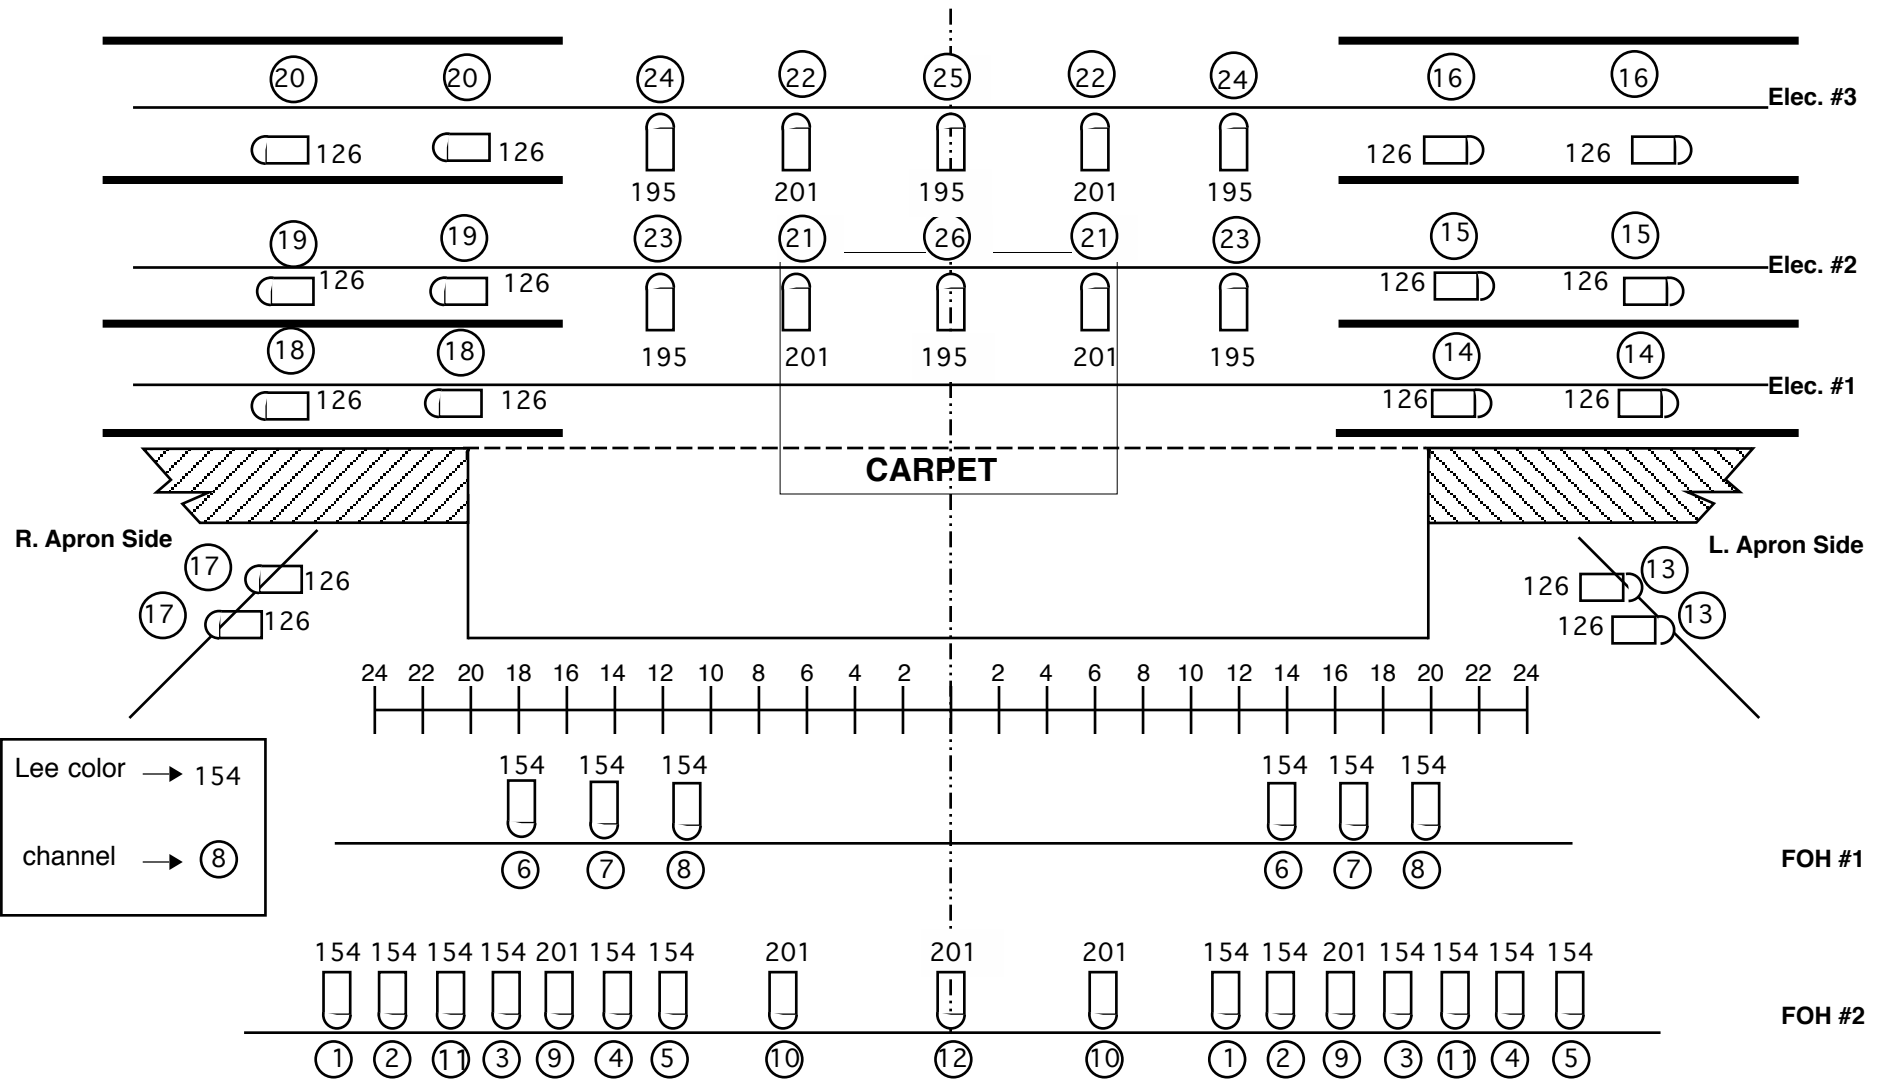 20 20 24 22 25 22 24 16 16
Elec. #3
126 126 126 126
195 201 195 201 195
19 19 23 21 26 21 23 15 15
Elec. #2
126 126 126 126
195 201 195 201 195
18 18 14 14
Elec. #1
126 126 126 126
CARPET
R. Apron Side
L. Apron Side
17 126 126 13
17 126 126 13
24 22 20 18 16 14 12 10 8 6 4 2 2 4 6 8 10 12 14 16 18 20 22 24
154 154 154 154 154 154
Lee color 154
channel 8
6 7 8 6 7 8
FOH #1
154 154 154 154 201 154 154 201 201 201 154 154 201 154 154 154 154
FOH #2
1 2 11 3 9 4 5 10 12 10 1 2 9 3 11 4 5